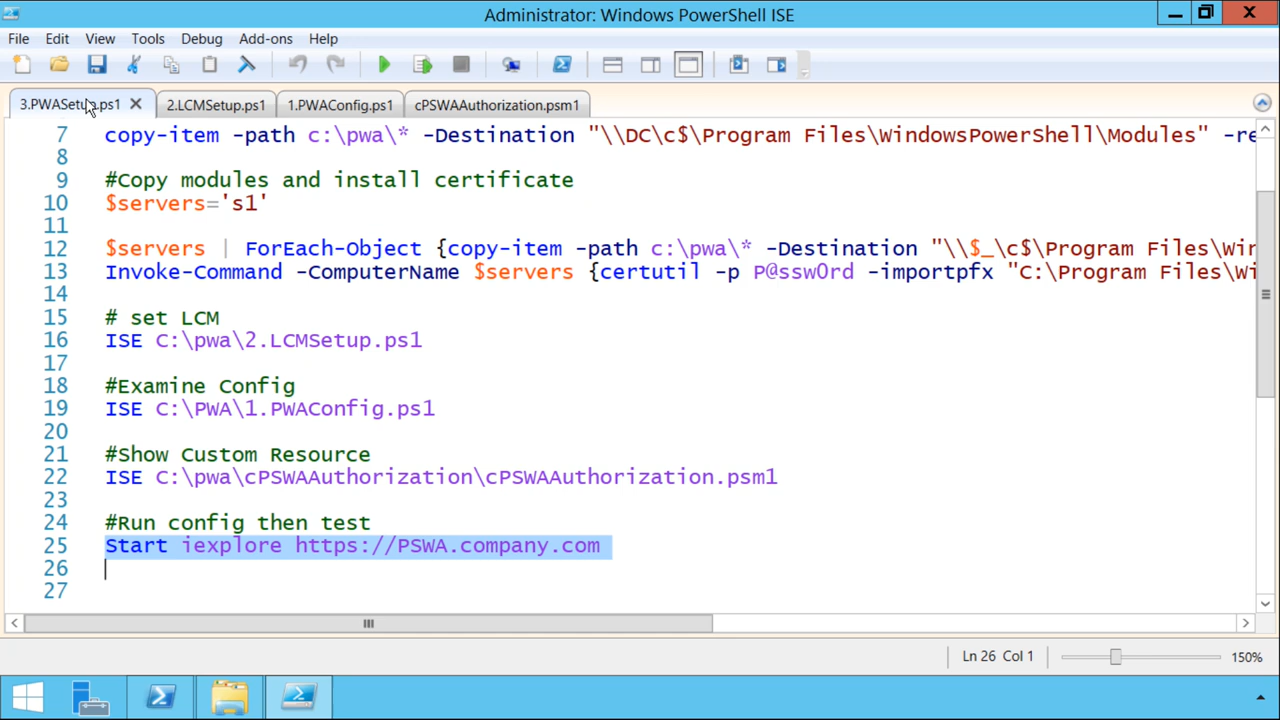 Administrator: Windows PowerShell ISE
File Edit View Tools Debug Add-ons Help
3.PWASetup.ps1 2.LCMSetup.ps1 1.PWAConfig.ps1 cPSWAAuthorization.psm1
7 copy-item -path c:\pwa\* -Destination "\\DC\c$\Program Files\WindowsPowerShell\Modules" -re
8
9 #Copy modules and install certificate
10 $servers='s1'
11
12 $servers | ForEach-Object {copy-item -path c:\pwa\* -Destination "\\$_\c$\Program Files\Win
13 Invoke-Command -ComputerName $servers {certutil -p P@ssw0rd -importpfx "C:\Program Files\Wi
14
15 # set LCM
16 ISE C:\pwa\2.LCMSetup.ps1
17
18 #Examine Config
19 ISE C:\PWA\1.PWAConfig.ps1
20
21 #Show Custom Resource
22 ISE C:\pwa\cPSWAAuthorization\cPSWAAuthorization.psm1
23
24 #Run config then test
25 Start iexplore https://PSWA.company.com
26
27
Ln 26 Col 1 150%